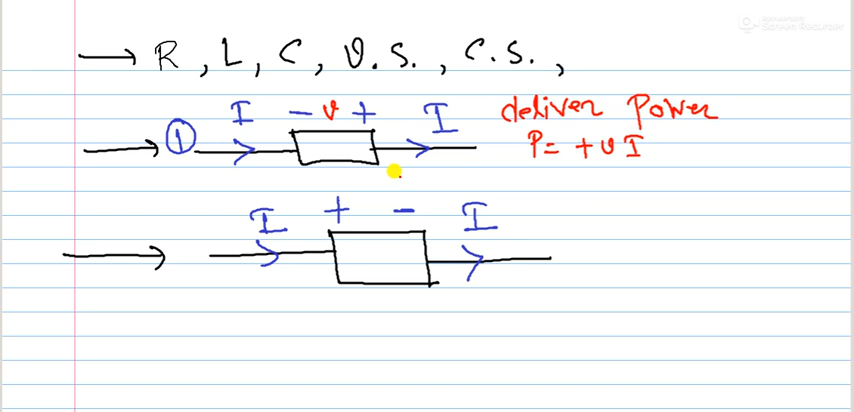 → R, L, C, V.S., C.S.,
→ ① I - v + I deliver Power
P = + v I
→ I + - I